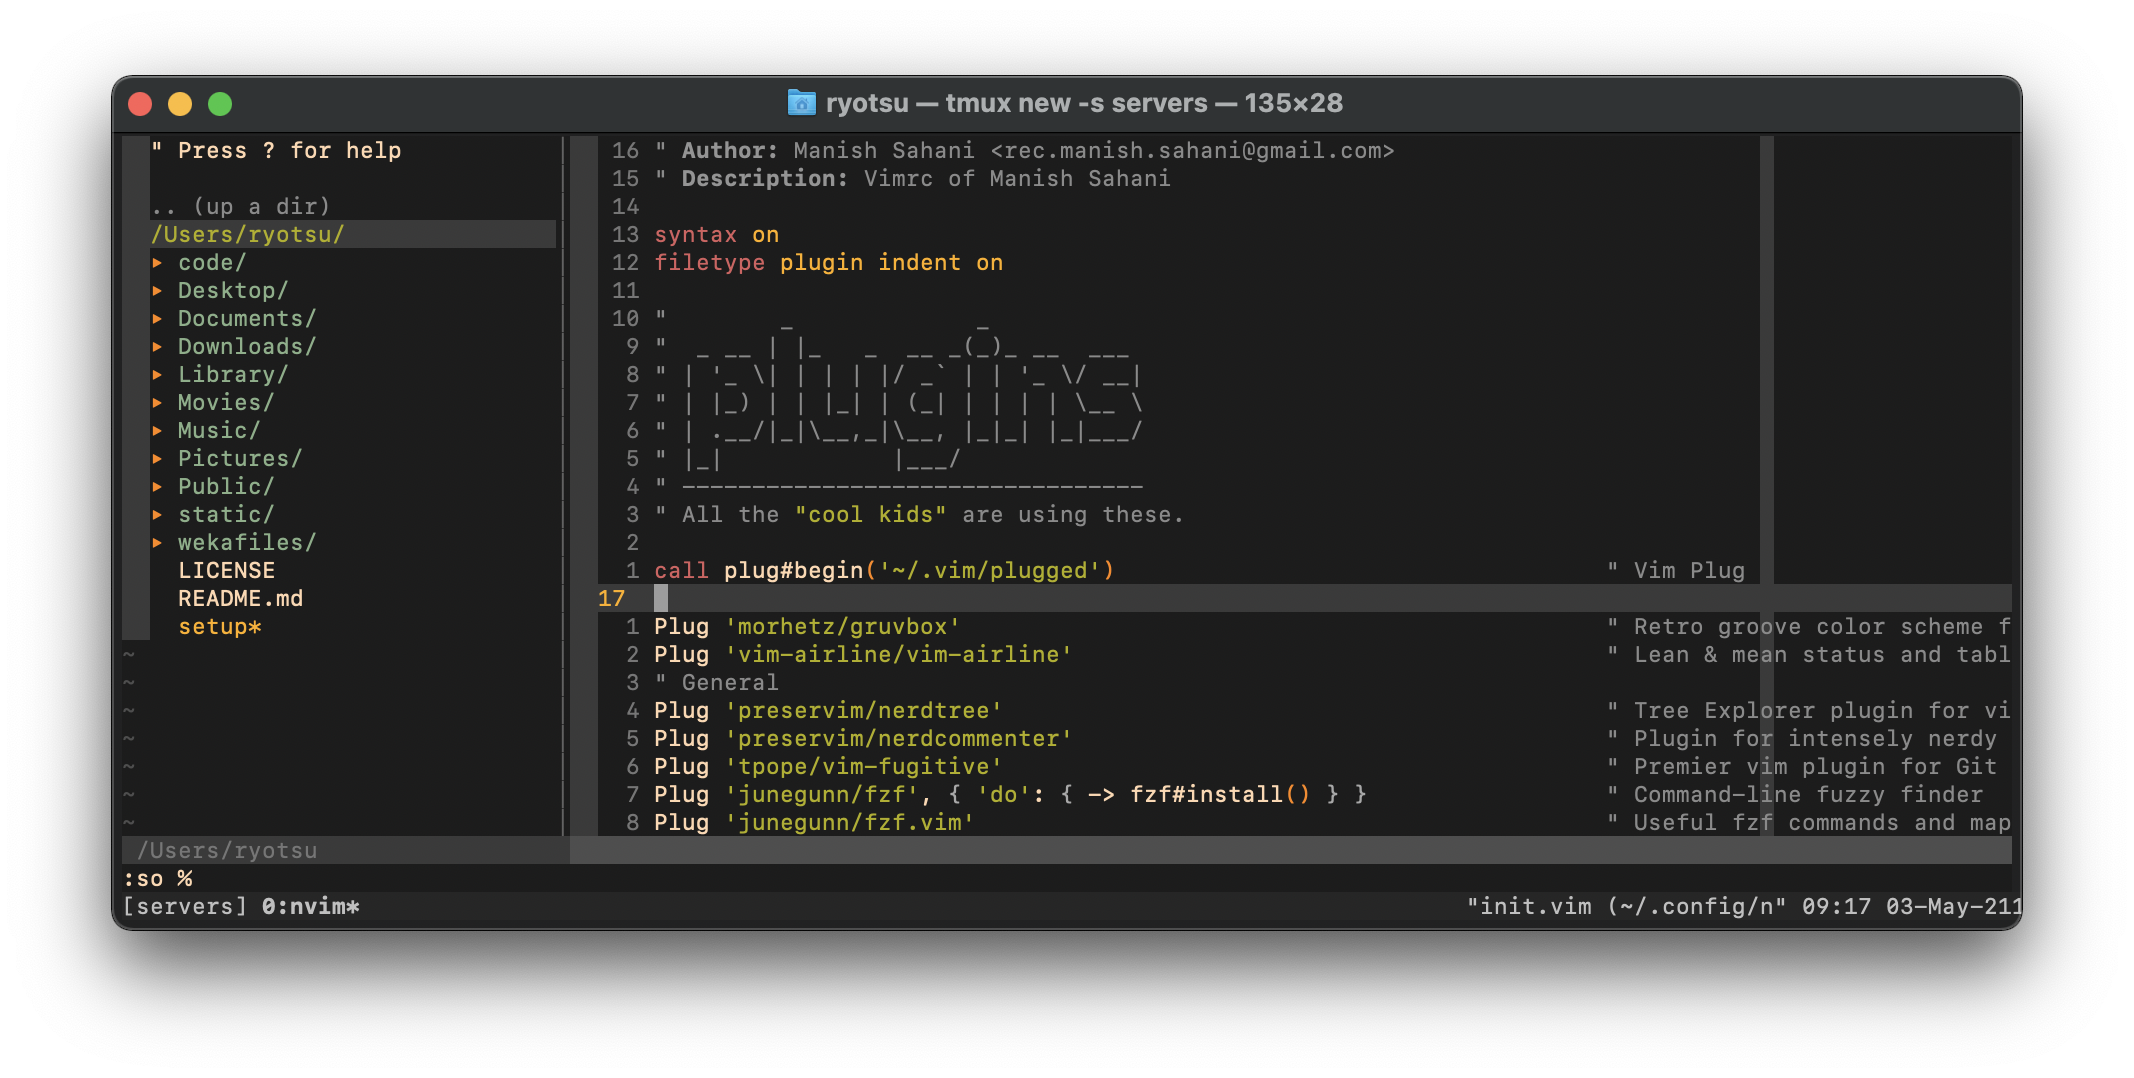 ryotsu — tmux new -s servers — 135×28
" Press ? for help
.. (up a dir)
/Users/ryotsu/
▸ code/
▸ Desktop/
▸ Documents/
▸ Downloads/
▸ Library/
▸ Movies/
▸ Music/
▸ Pictures/
▸ Public/
▸ static/
▸ wekafiles/
LICENSE
README.md
setup*
~
~
~
~
~
~
~
16 " Author: Manish Sahani <rec.manish.sahani@gmail.com>
15 " Description: Vimrc of Manish Sahani
14
13 syntax on
12 filetype plugin indent on
11
10 "        _             _
9 "  _ __ | |_   _  __ _(_)_ __  ___
8 " | '_ \| | | | |/ _` | | '_ \/ __|
7 " | |_) | | |_| | (_| | | | | \__ \
6 " | .__/|_|\__,_|\__, |_|_| |_|___/
5 " |_|            |___/
4 " ---------------------------------
3 " All the "cool kids" are using these.
2
1 call plug#begin('~/.vim/plugged') " Vim Plug
17
1 Plug 'morhetz/gruvbox' " Retro groove color scheme f
2 Plug 'vim-airline/vim-airline' " Lean & mean status and tabl
3 " General
4 Plug 'preservim/nerdtree' " Tree Explorer plugin for vi
5 Plug 'preservim/nerdcommenter' " Plugin for intensely nerdy
6 Plug 'tpope/vim-fugitive' " Premier vim plugin for Git
7 Plug 'junegunn/fzf', { 'do': { -> fzf#install() } } " Command-line fuzzy finder
8 Plug 'junegunn/fzf.vim' " Useful fzf commands and map
/Users/ryotsu
:so %
[servers] 0:nvim* "init.vim (~/.config/n" 09:17 03-May-211